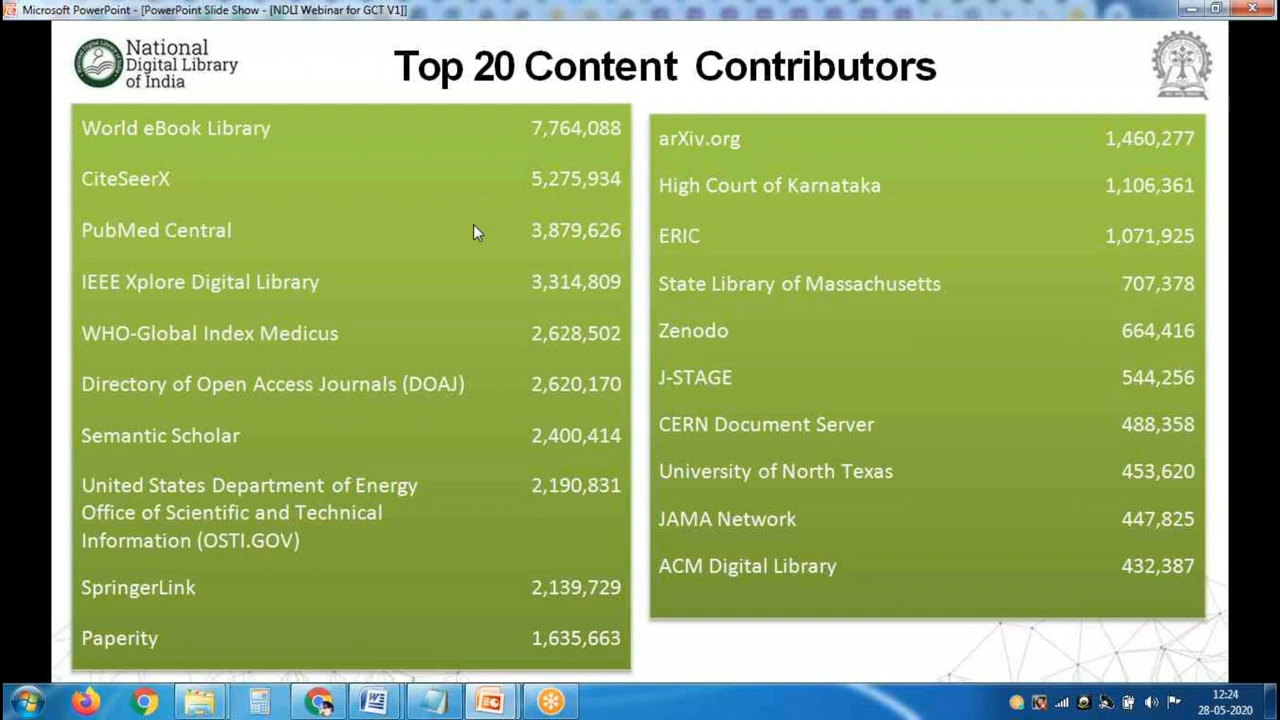 Microsoft PowerPoint - [PowerPoint Slide Show - [NDLI Webinar for GCT V1]]
National
Digital Library
of India
Top 20 Content Contributors
World eBook Library 7,764,088
CiteSeerX 5,275,934
PubMed Central 3,879,626
IEEE Xplore Digital Library 3,314,809
WHO-Global Index Medicus 2,628,502
Directory of Open Access Journals (DOAJ) 2,620,170
Semantic Scholar 2,400,414
United States Department of Energy 2,190,831
Office of Scientific and Technical
Information (OSTI.GOV)
SpringerLink 2,139,729
Paperity 1,635,663
arXiv.org 1,460,277
High Court of Karnataka 1,106,361
ERIC 1,071,925
State Library of Massachusetts 707,378
Zenodo 664,416
J-STAGE 544,256
CERN Document Server 488,358
University of North Texas 453,620
JAMA Network 447,825
ACM Digital Library 432,387
12:24
28-05-2020